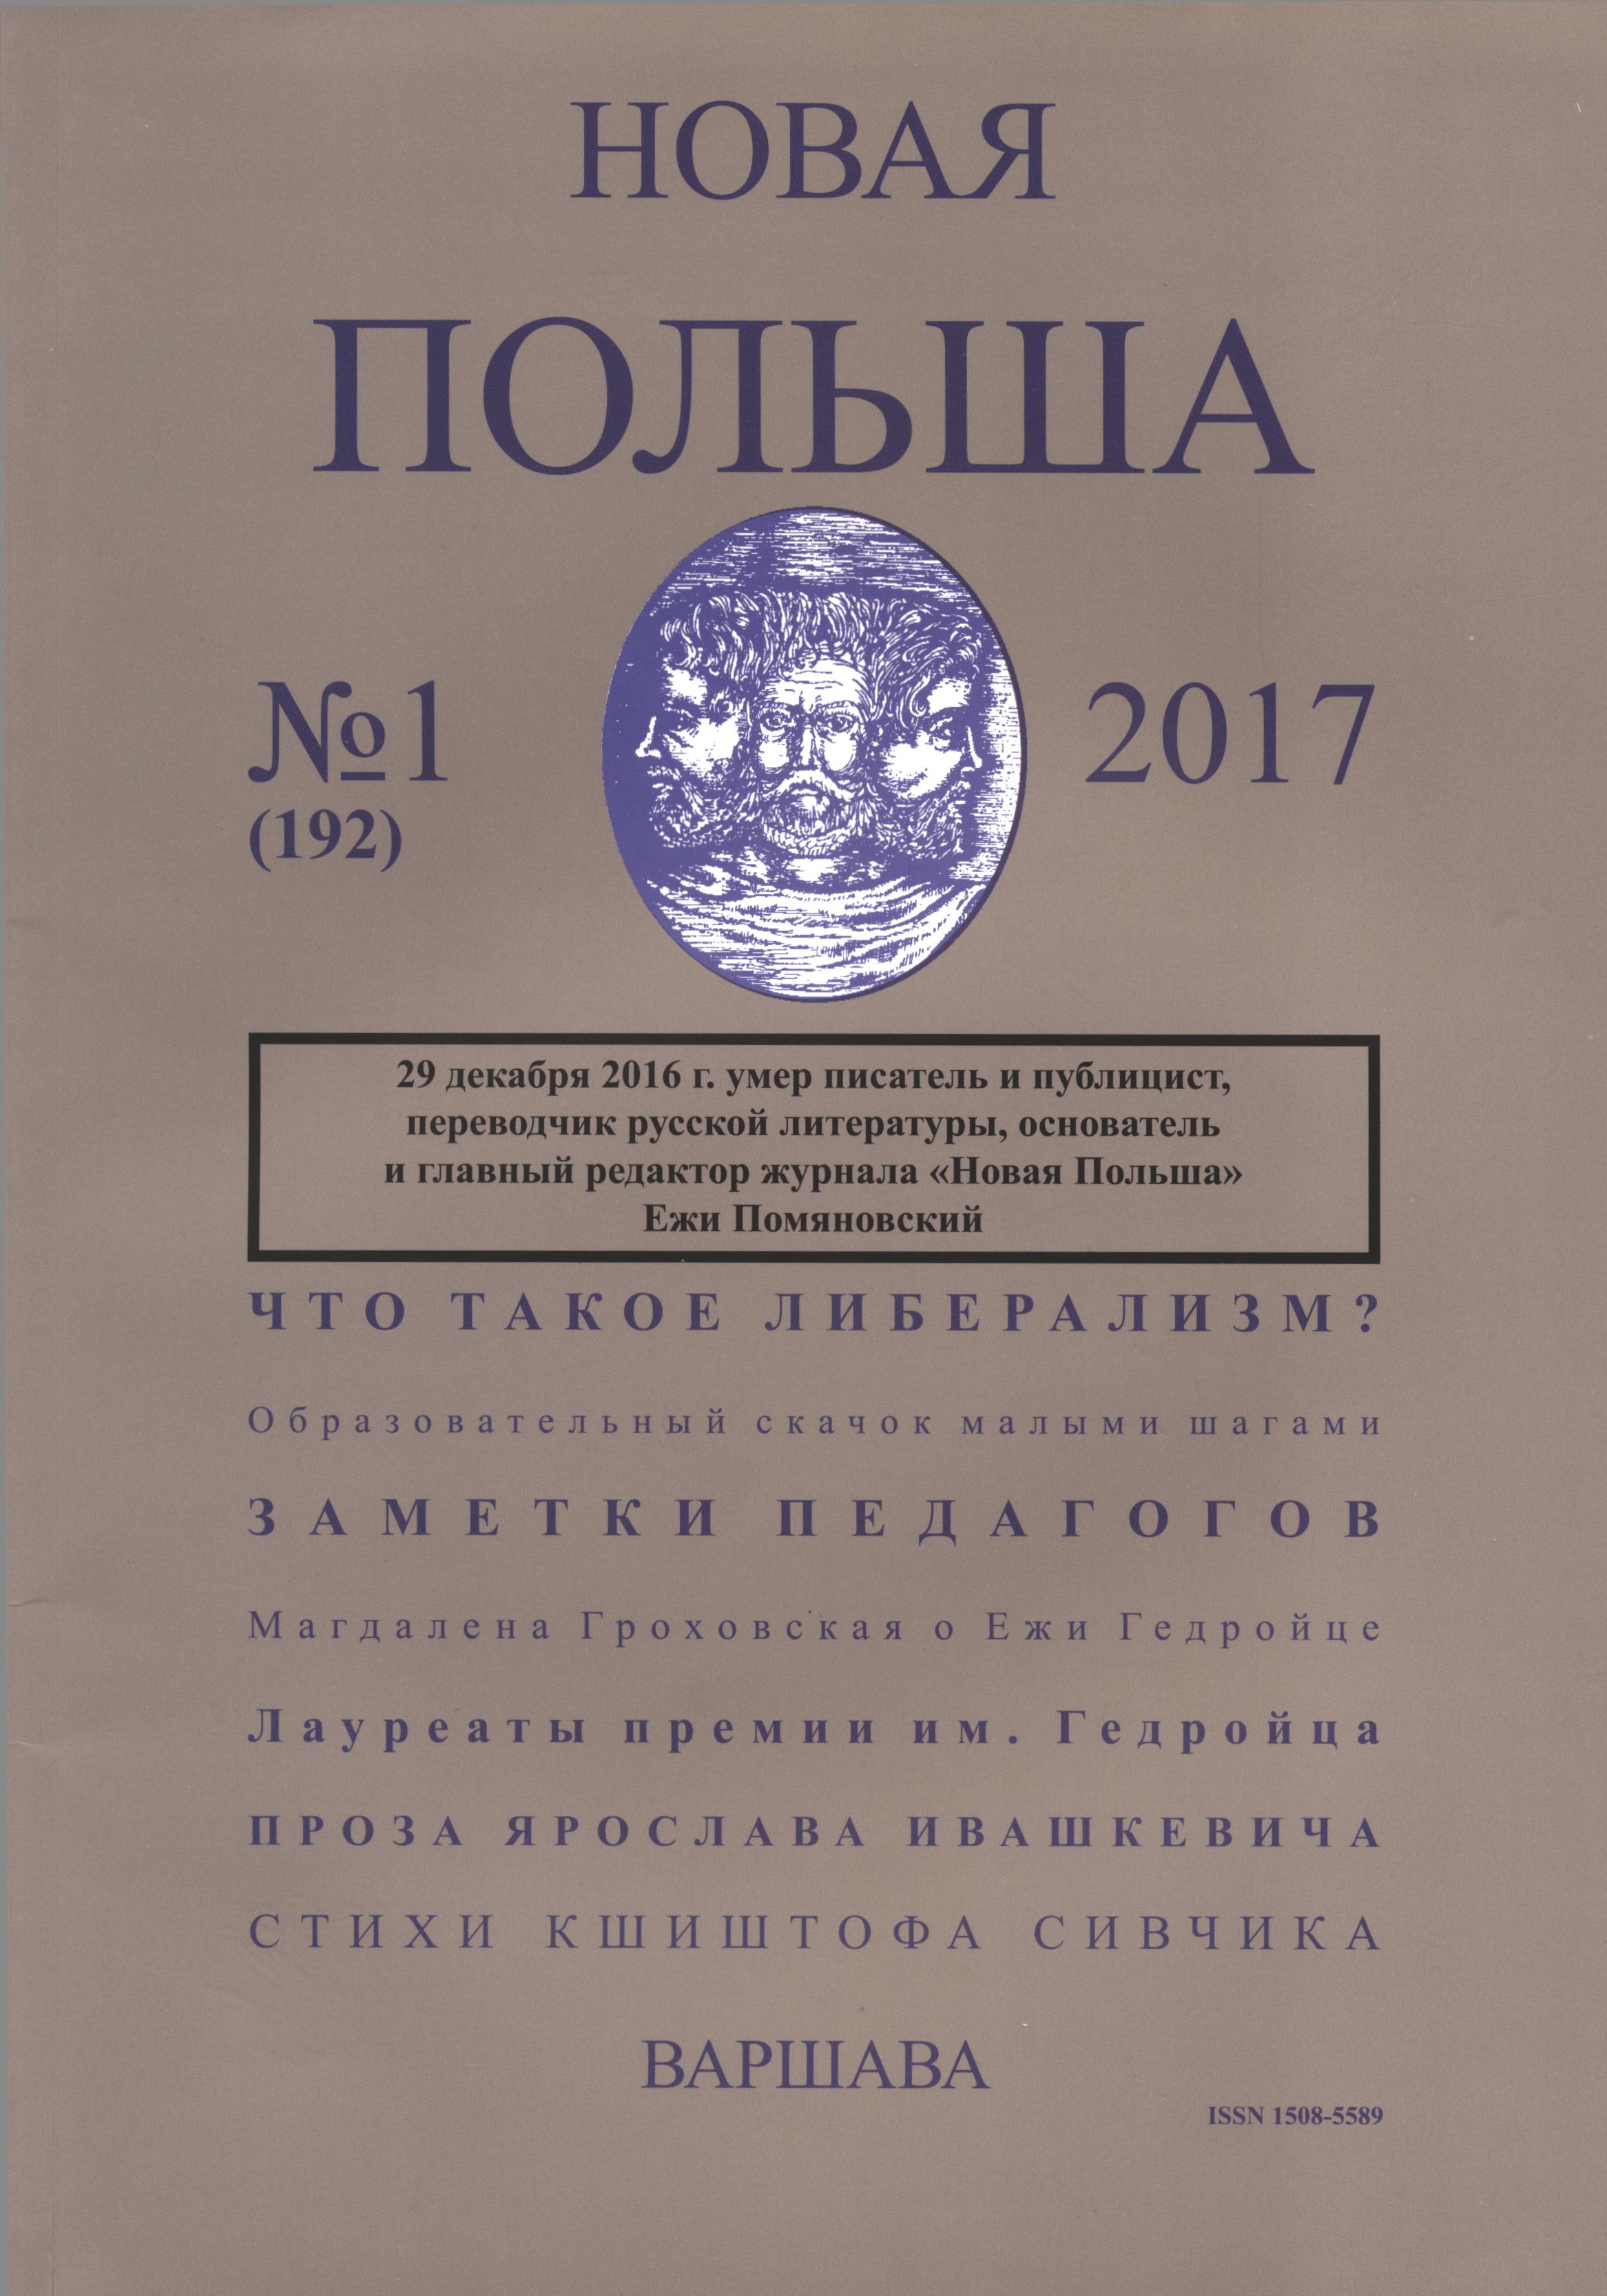 НОВАЯ
ПОЛЬША
№1
(192)
2017
29 декабря 2016 г. умер писатель и публицист,
переводчик русской литературы, основатель
и главный редактор журнала «Новая Польша»
Ежи Помяновский
ЧТО ТАКОЕ ЛИБЕРАЛИЗМ?
Образовательный скачок малыми шагами
ЗАМЕТКИ ПЕДАГОГОВ
Магдалена Гроховская о Ежи Гедройце
Лауреаты премии им. Гедройца
ПРОЗА ЯРОСЛАВА ИВАШКЕВИЧА
СТИХИ КШИШТОФА СИВЧИКА
ВАРШАВА
ISSN 1508-5589